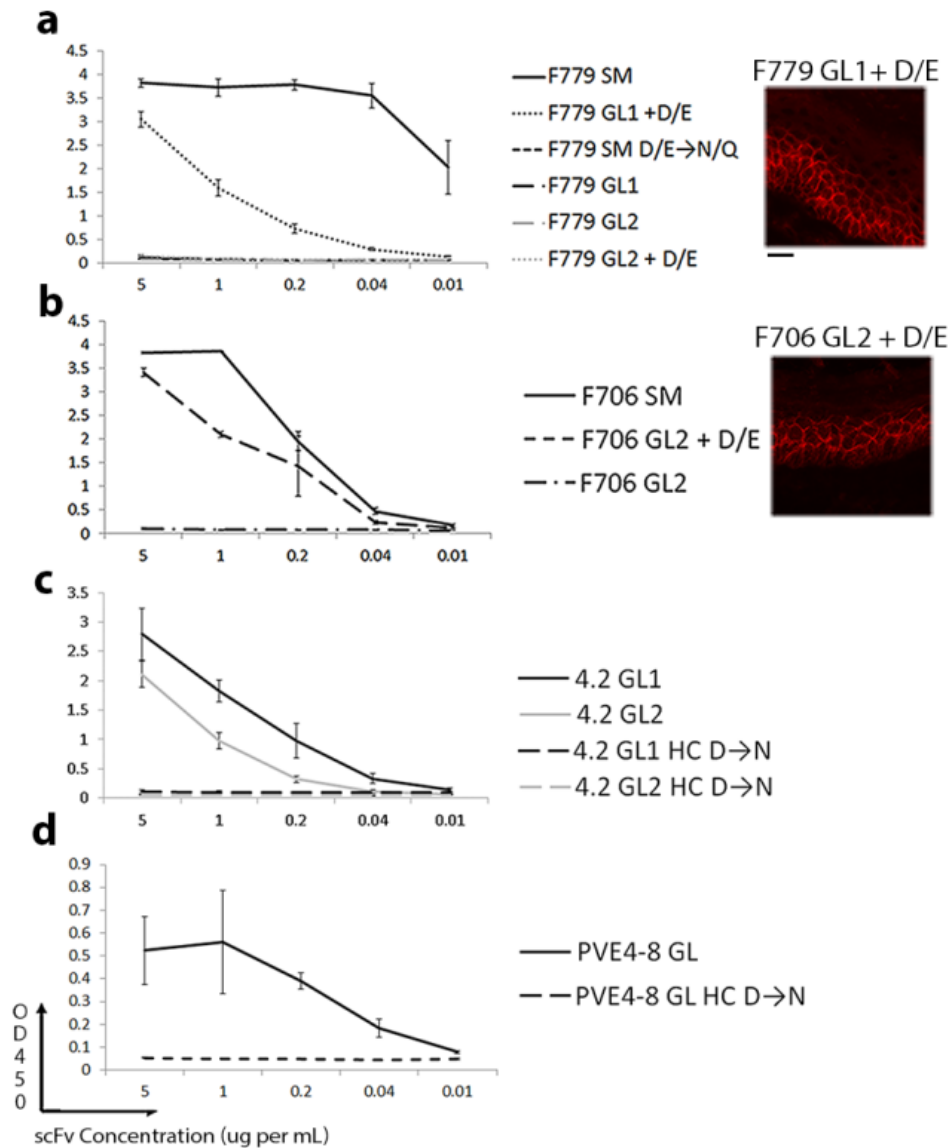 a
4.5
4
3.5
3
2.5
2
1.5
1
0.5
0
5 1 0.2 0.04 0.01
F779 SM
F779 GL1 +D/E
F779 SM D/E→N/Q
F779 GL1
F779 GL2
F779 GL2 + D/E
F779 GL1+ D/E
b
4.5
4
3.5
3
2.5
2
1.5
1
0.5
0
5 1 0.2 0.04 0.01
F706 SM
F706 GL2 + D/E
F706 GL2
F706 GL2 + D/E
c
3.5
3
2.5
2
1.5
1
0.5
0
5 1 0.2 0.04 0.01
4.2 GL1
4.2 GL2
4.2 GL1 HC D→N
4.2 GL2 HC D→N
d
0.9
0.8
0.7
0.6
0.5
0.4
0.3
0.2
0.1
0
5 1 0.2 0.04 0.01
PVE4-8 GL
PVE4-8 GL HC D→N
O
D
4
5
0
scFv Concentration (ug per mL)